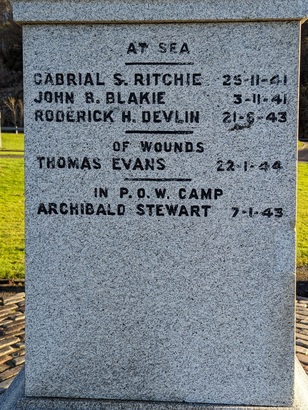 AT SEA
GABRIAL S. RITCHIE 25-11-41
JOHN B. BLAKIE 3-11-41
RODERICK H. DEVLIN 21-6-43
OF WOUNDS
THOMAS EVANS 22-1-44
IN P.O.W. CAMP
ARCHIBALD STEWART 7-1-43